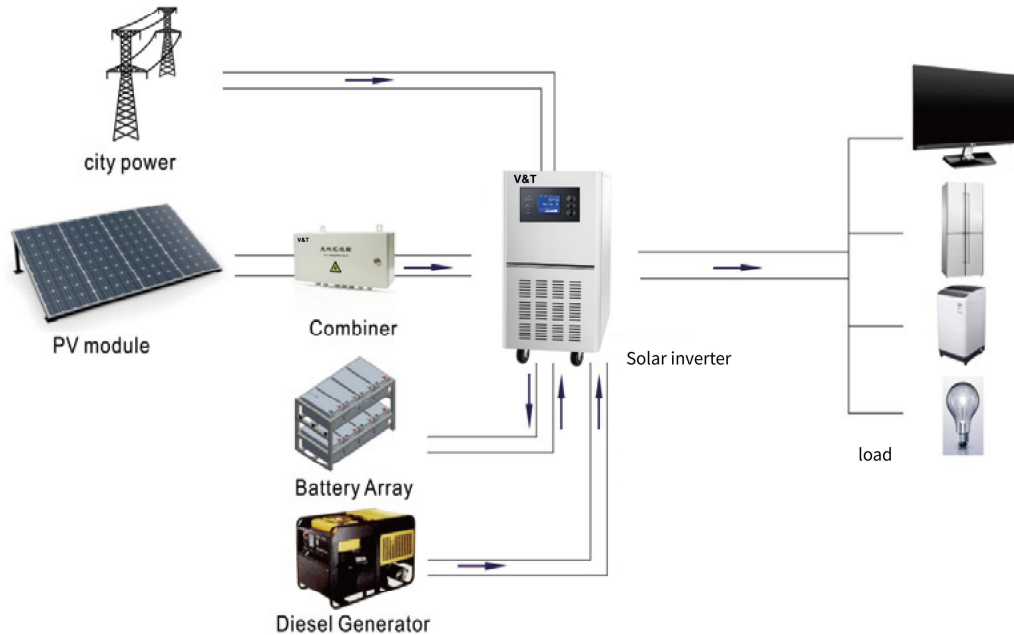 city power
V&T
V&T
PV module
Combiner
Solar inverter
Battery Array
load
Diesel Generator